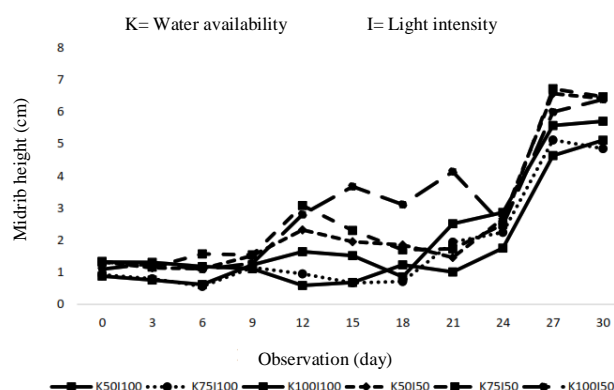 K= Water availability I= Light intensity
Midrib height (cm)
8
7
6
5
4
3
2
1
0
0 3 6 9 12 15 18 21 24 27 30
Observation (day)
K50I100 K75I100 K100I100 K50I50 K75I50 K100I50